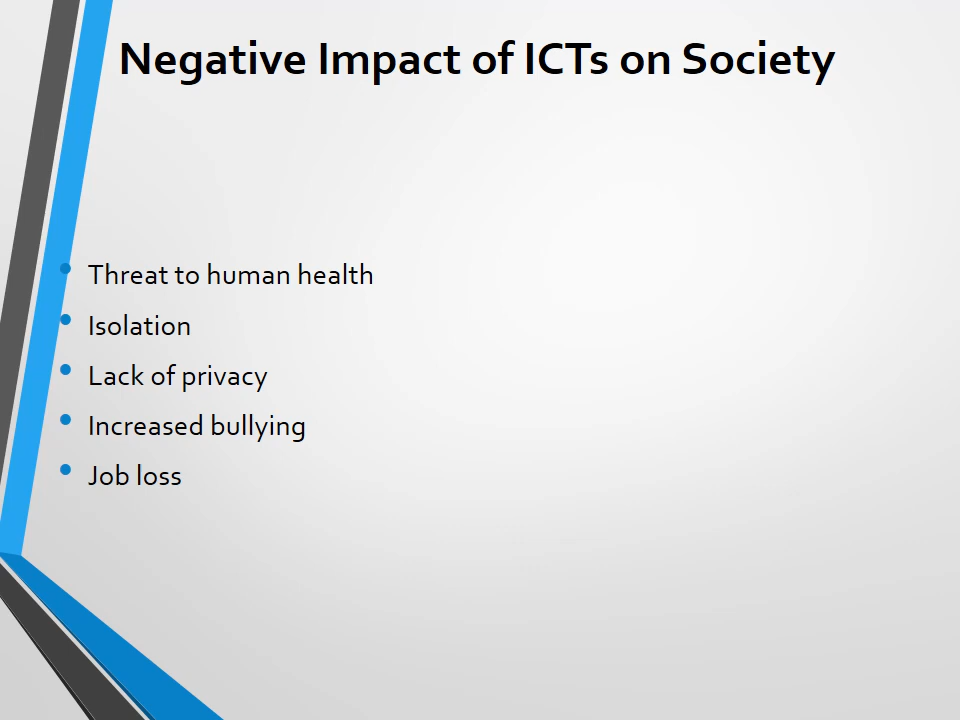 Negative Impact of ICTs on Society
• Threat to human health
• Isolation
• Lack of privacy
• Increased bullying
• Job loss